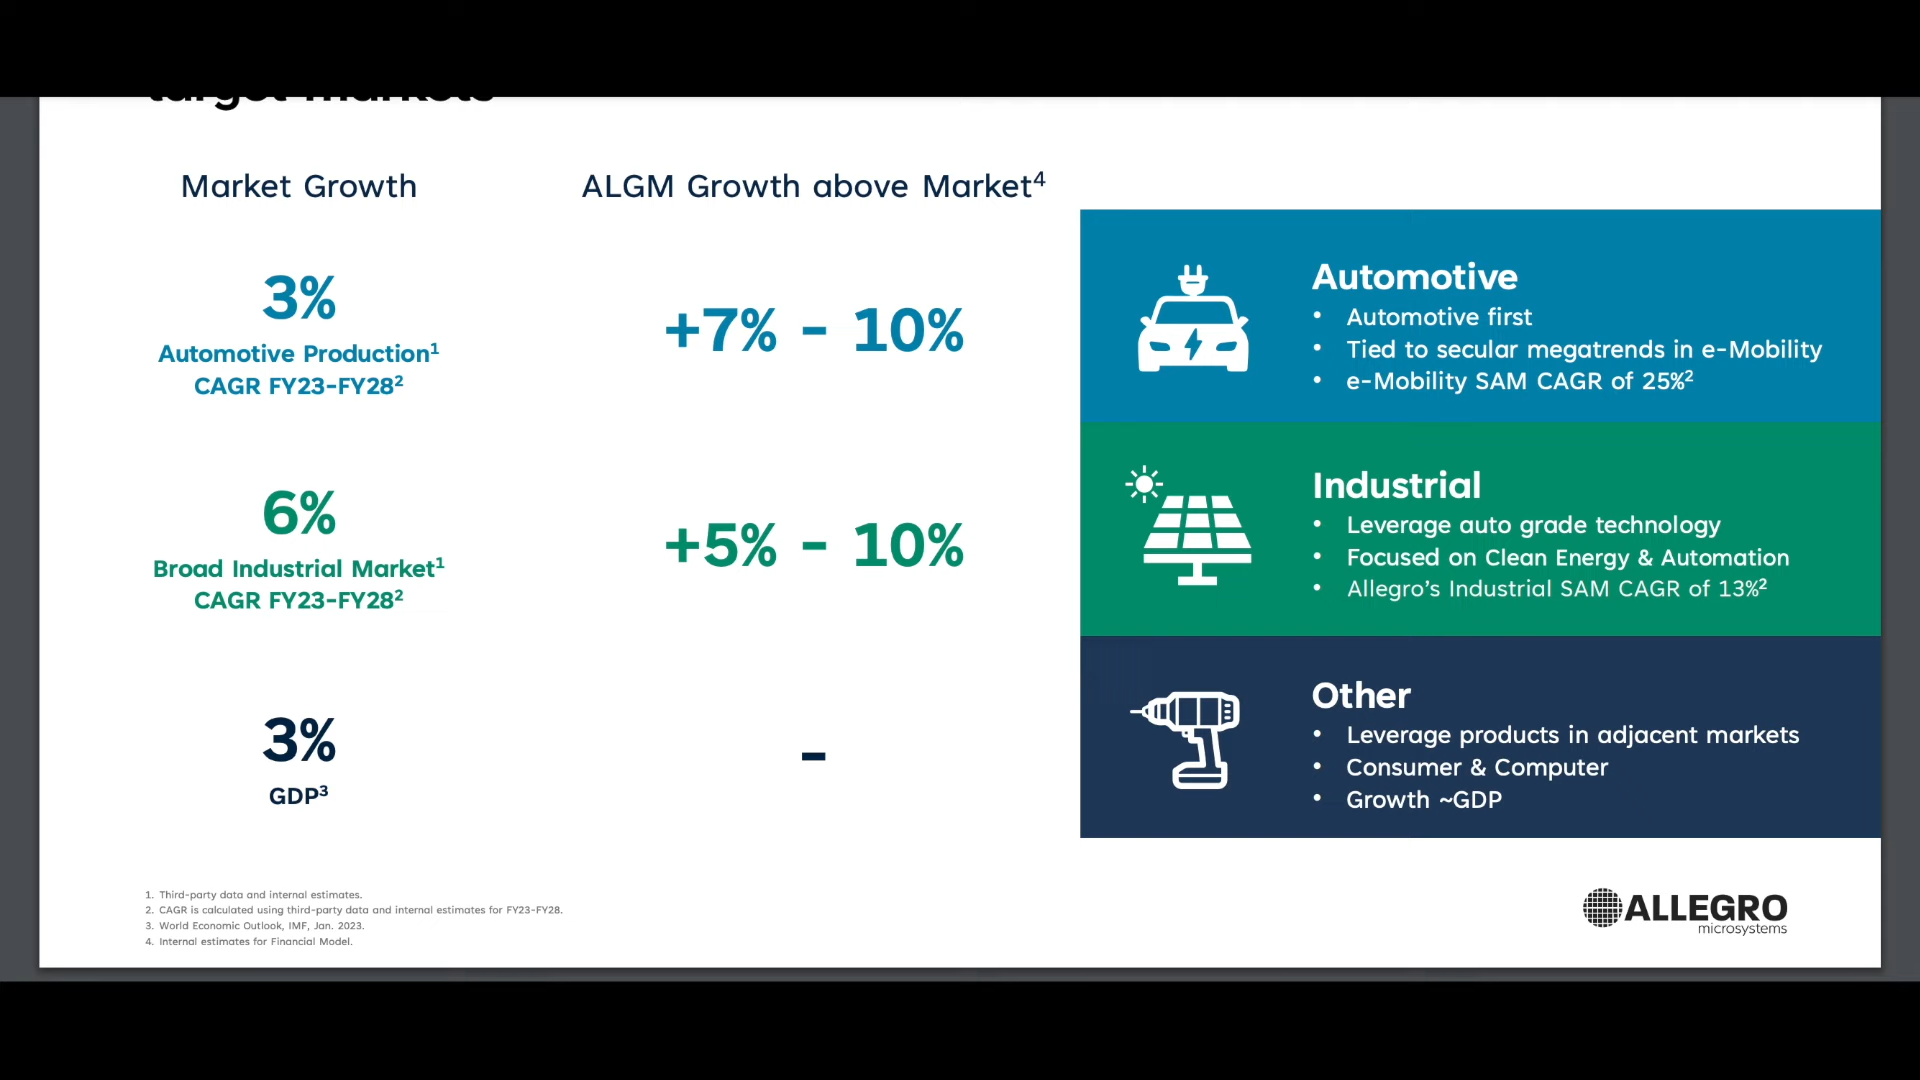 target markets
Market Growth
ALGM Growth above Market⁴
3%
Automotive Production¹
CAGR FY23-FY28²
+7% - 10%
Automotive
• Automotive first
• Tied to secular megatrends in e-Mobility
• e-Mobility SAM CAGR of 25%²
6%
Broad Industrial Market¹
CAGR FY23-FY28²
+5% - 10%
Industrial
• Leverage auto grade technology
• Focused on Clean Energy & Automation
• Allegro’s Industrial SAM CAGR of 13%²
3%
GDP³
-
Other
• Leverage products in adjacent markets
• Consumer & Computer
• Growth ~GDP
1. Third-party data and internal estimates.
2. CAGR is calculated using third-party data and internal estimates for FY23-FY28.
3. World Economic Outlook, IMF, Jan. 2023.
4. Internal estimates for Financial Model.
ALLEGRO
microsystems